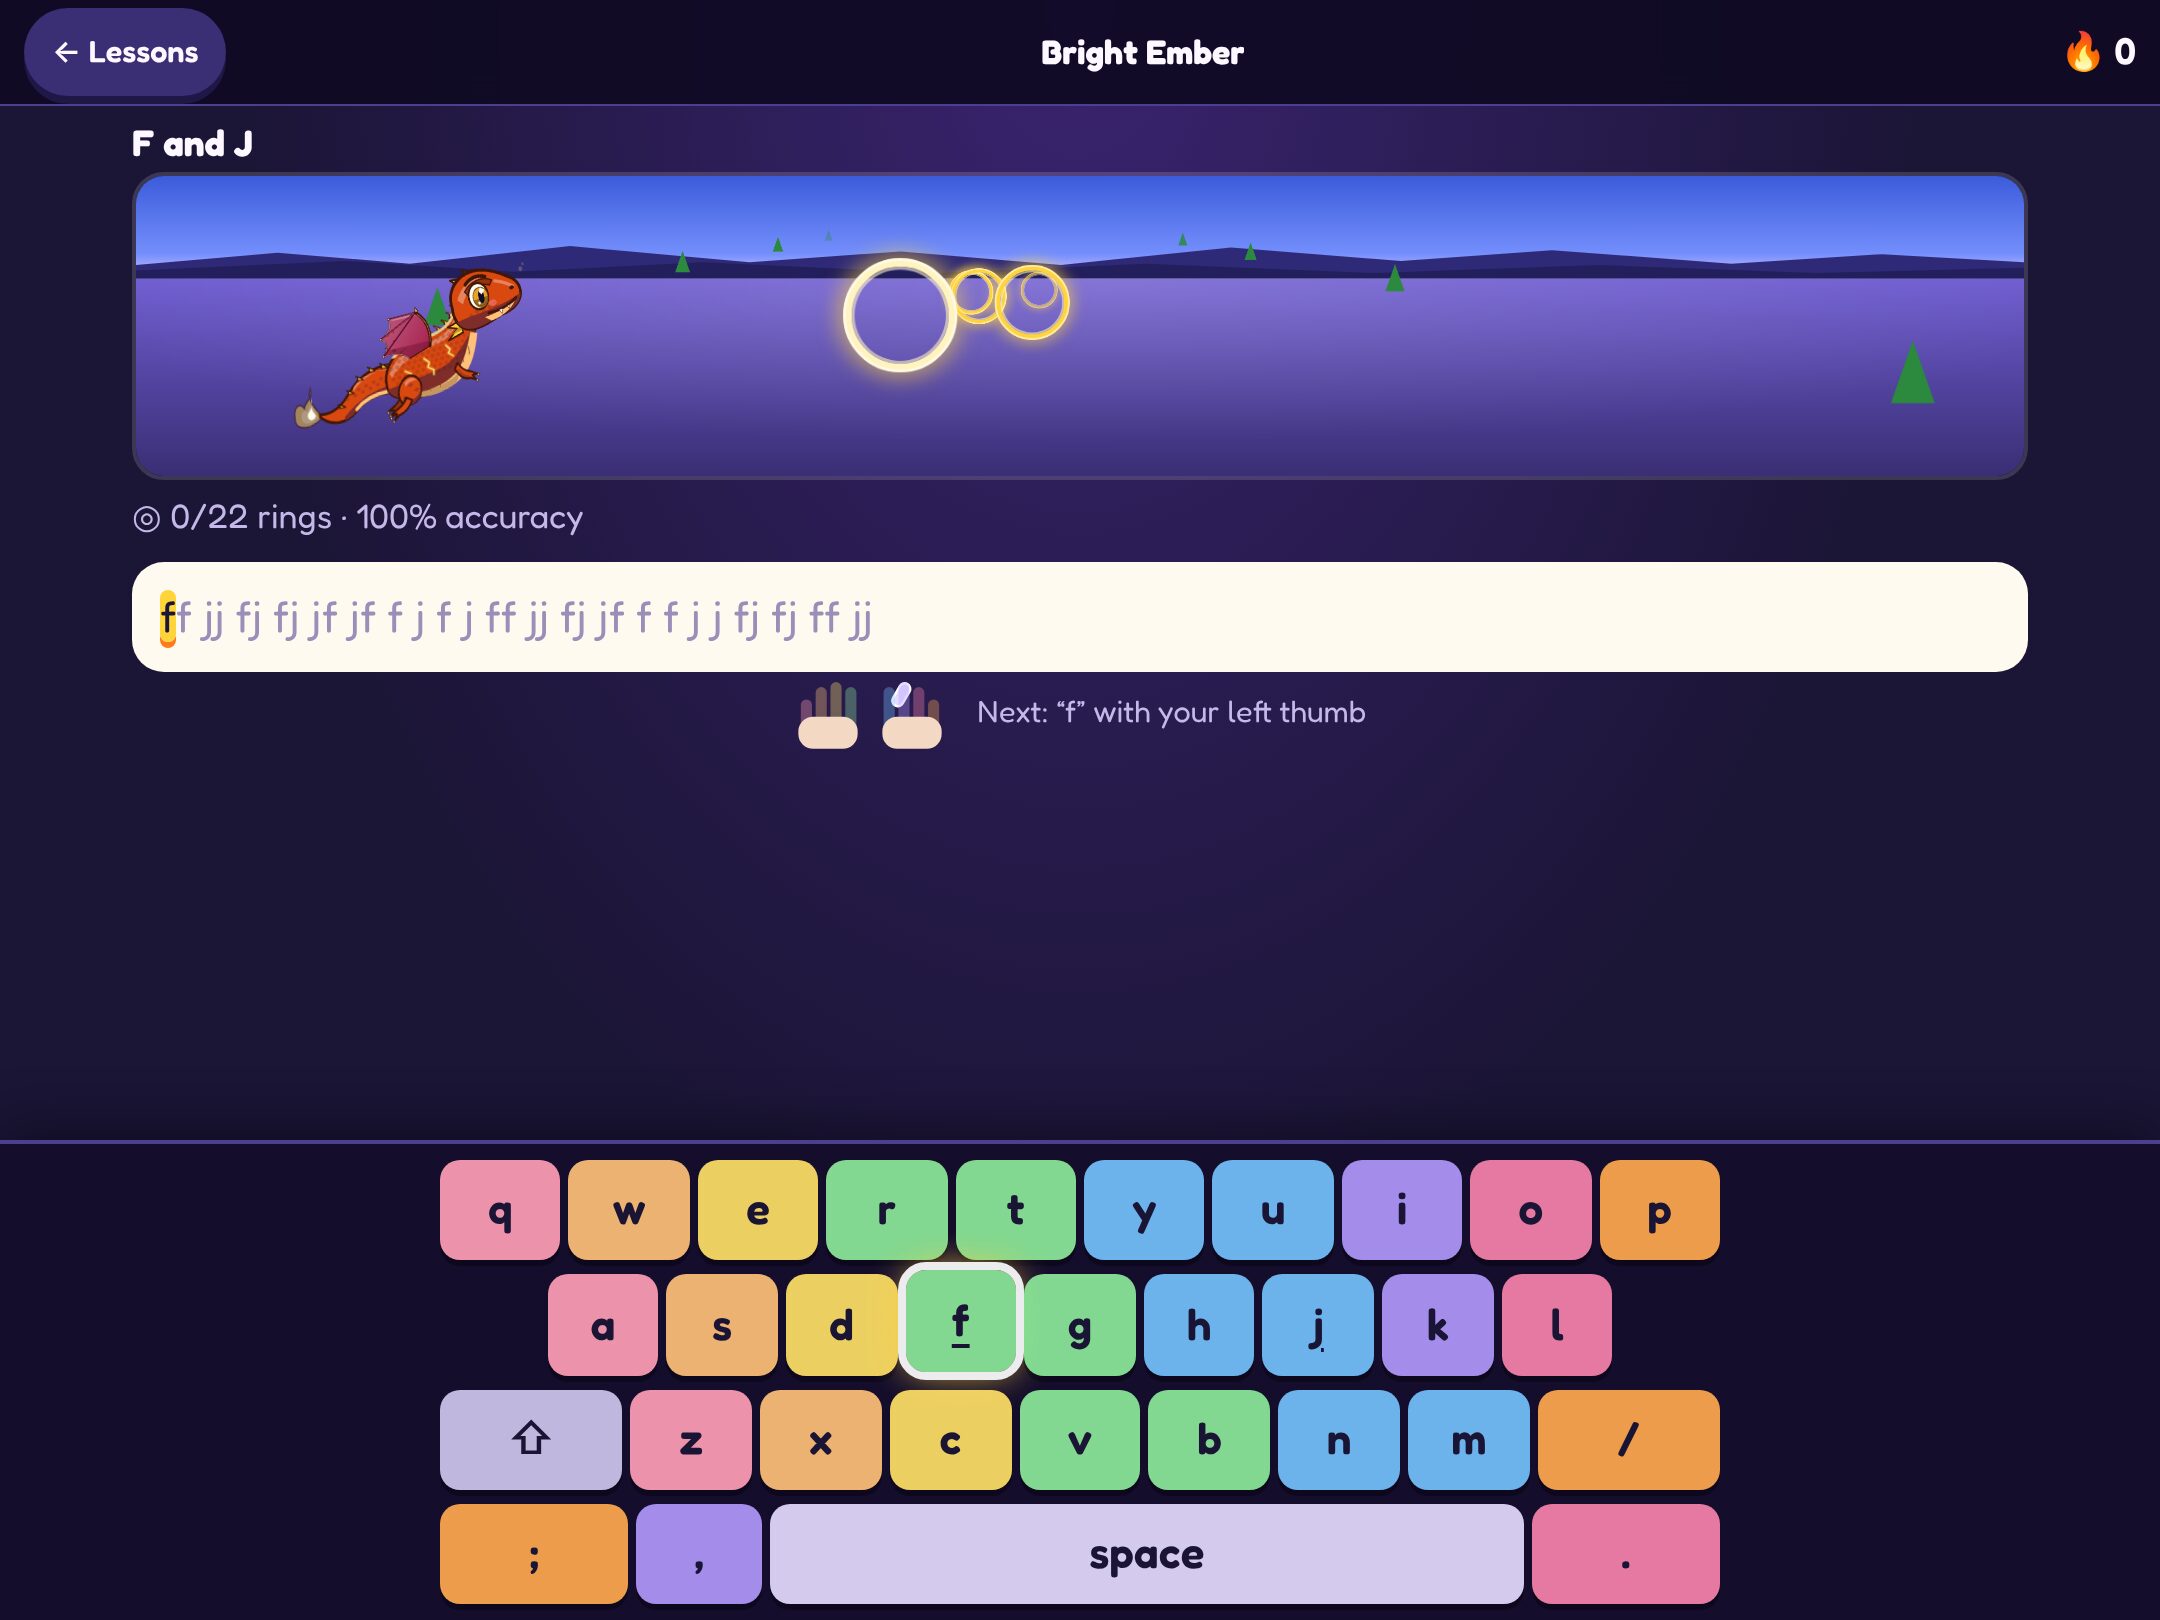 ← Lessons
Bright Ember
🔥 0
F and J
◎ 0/22 rings · 100% accuracy
ff jj fj fj jf jf f j f j ff jj fj jf f f j j fj fj ff jj
Next: “f” with your left thumb
q w e r t y u i o p
a s d f g h j k l
⇧ z x c v b n m /
; , space .